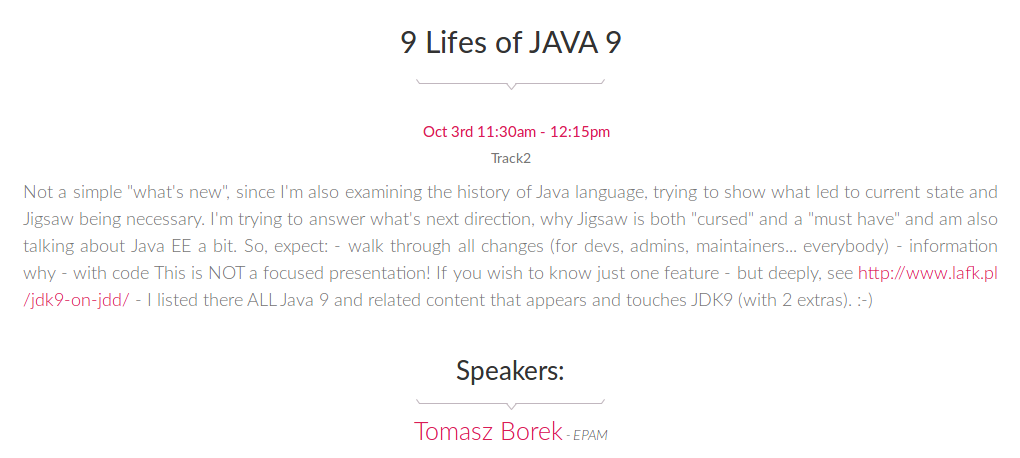 9 Lifes of JAVA 9
Oct 3rd 11:30am - 12:15pm
Track2
Not a simple "what's new", since I'm also examining the history of Java language, trying to show what led to current state and
Jigsaw being necessary. I'm trying to answer what's next direction, why Jigsaw is both "cursed" and a "must have" and am also
talking about Java EE a bit. So, expect: - walk through all changes (for devs, admins, maintainers... everybody) - information
why - with code This is NOT a focused presentation! If you wish to know just one feature - but deeply, see http://www.lafk.pl
/jdk9-on-jdd/ - I listed there ALL Java 9 and related content that appears and touches JDK9 (with 2 extras). :-)
Speakers:
Tomasz Borek - EPAM